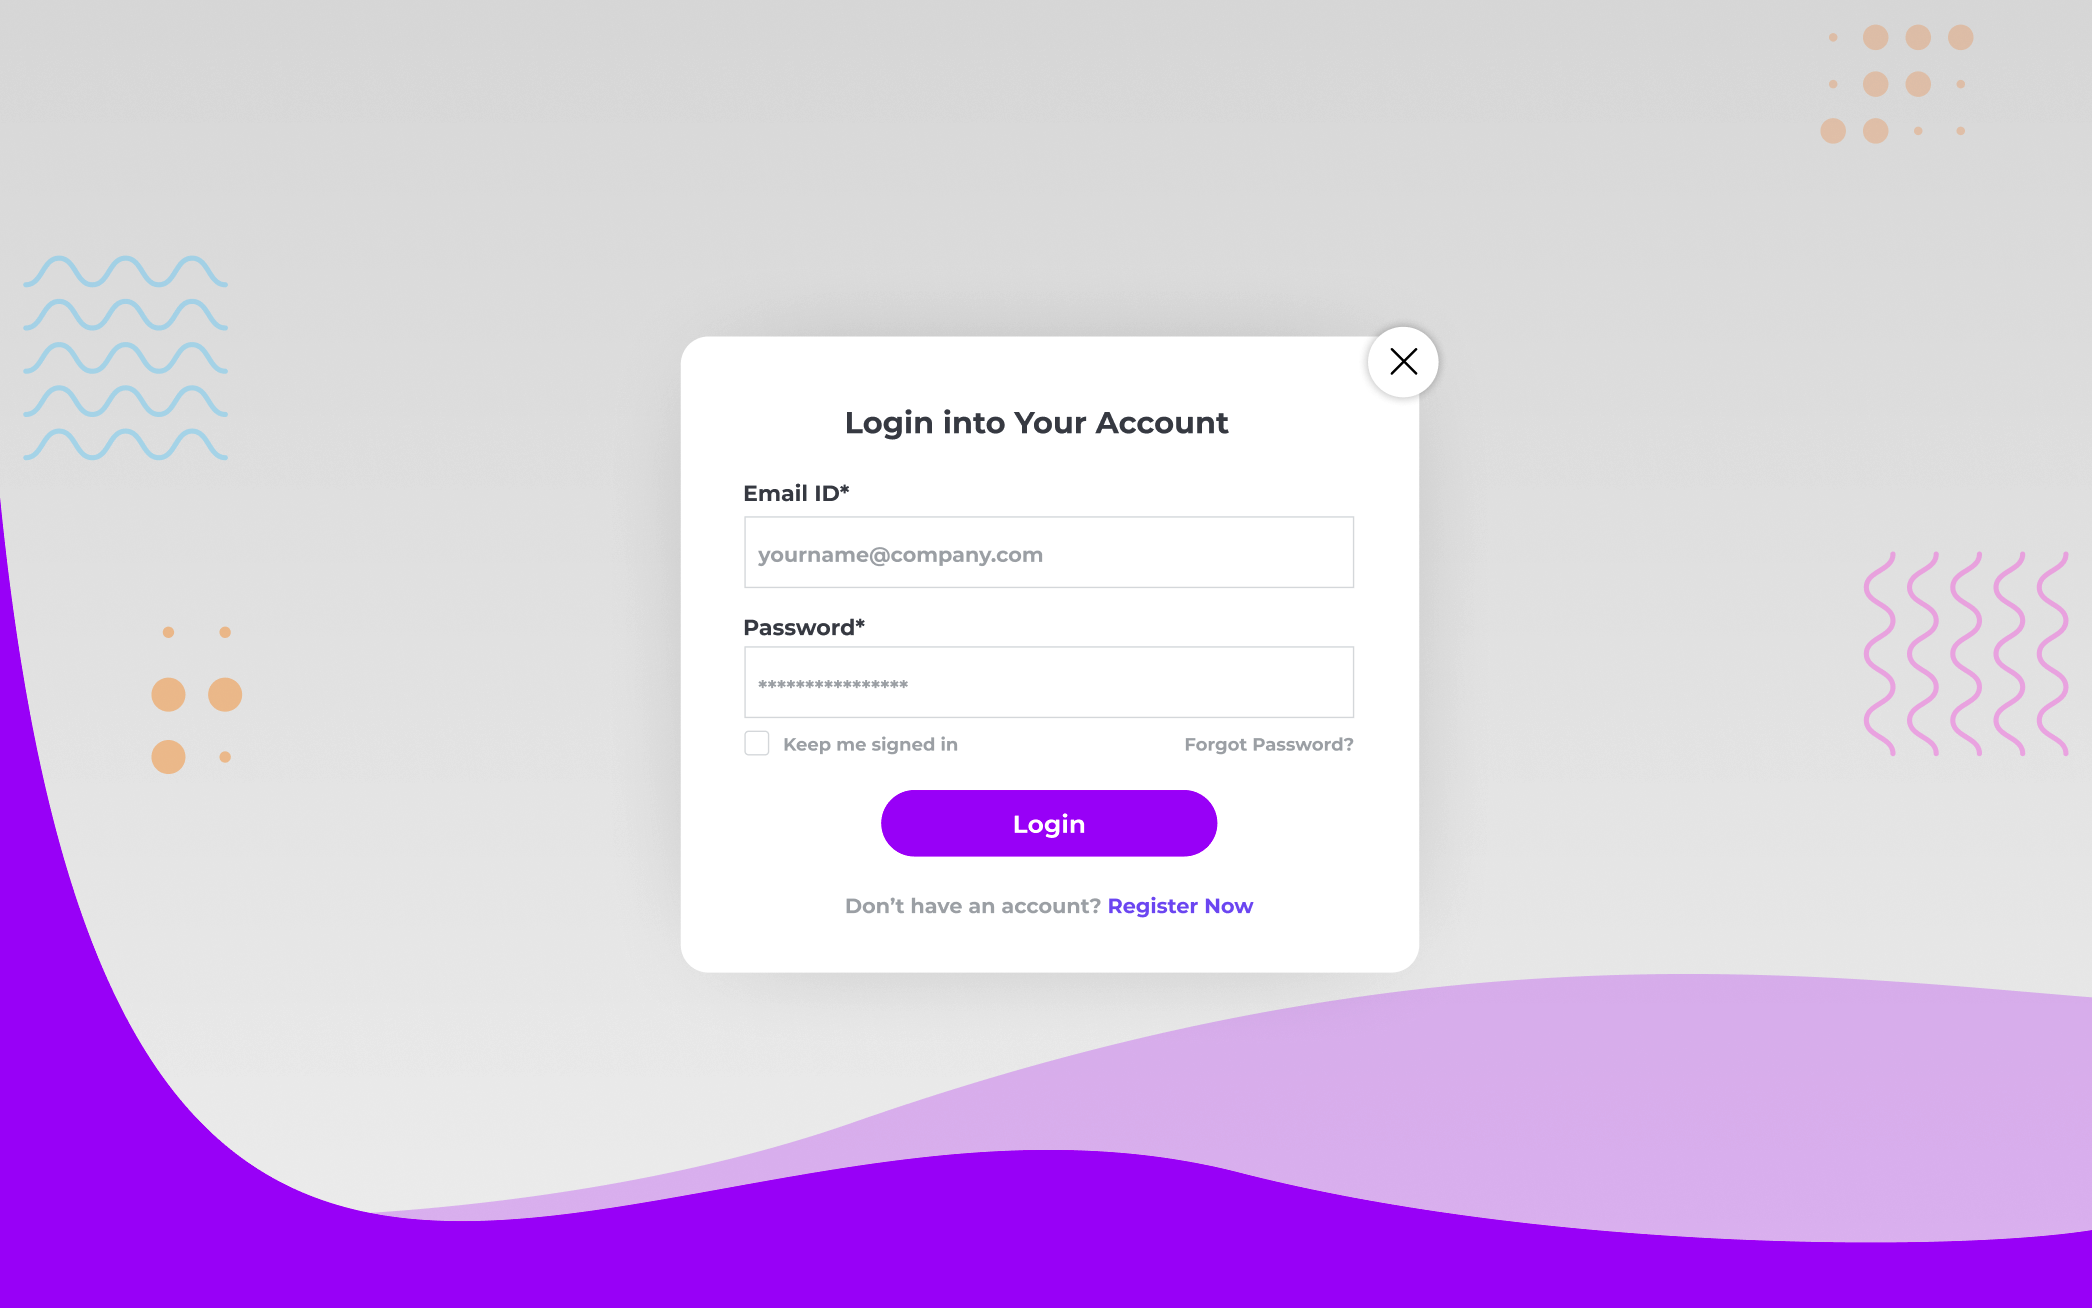 Login into Your Account
Email ID*
yourname@company.com
Password*
****************
Keep me signed in
Forgot Password?
Login
Don’t have an account? Register Now